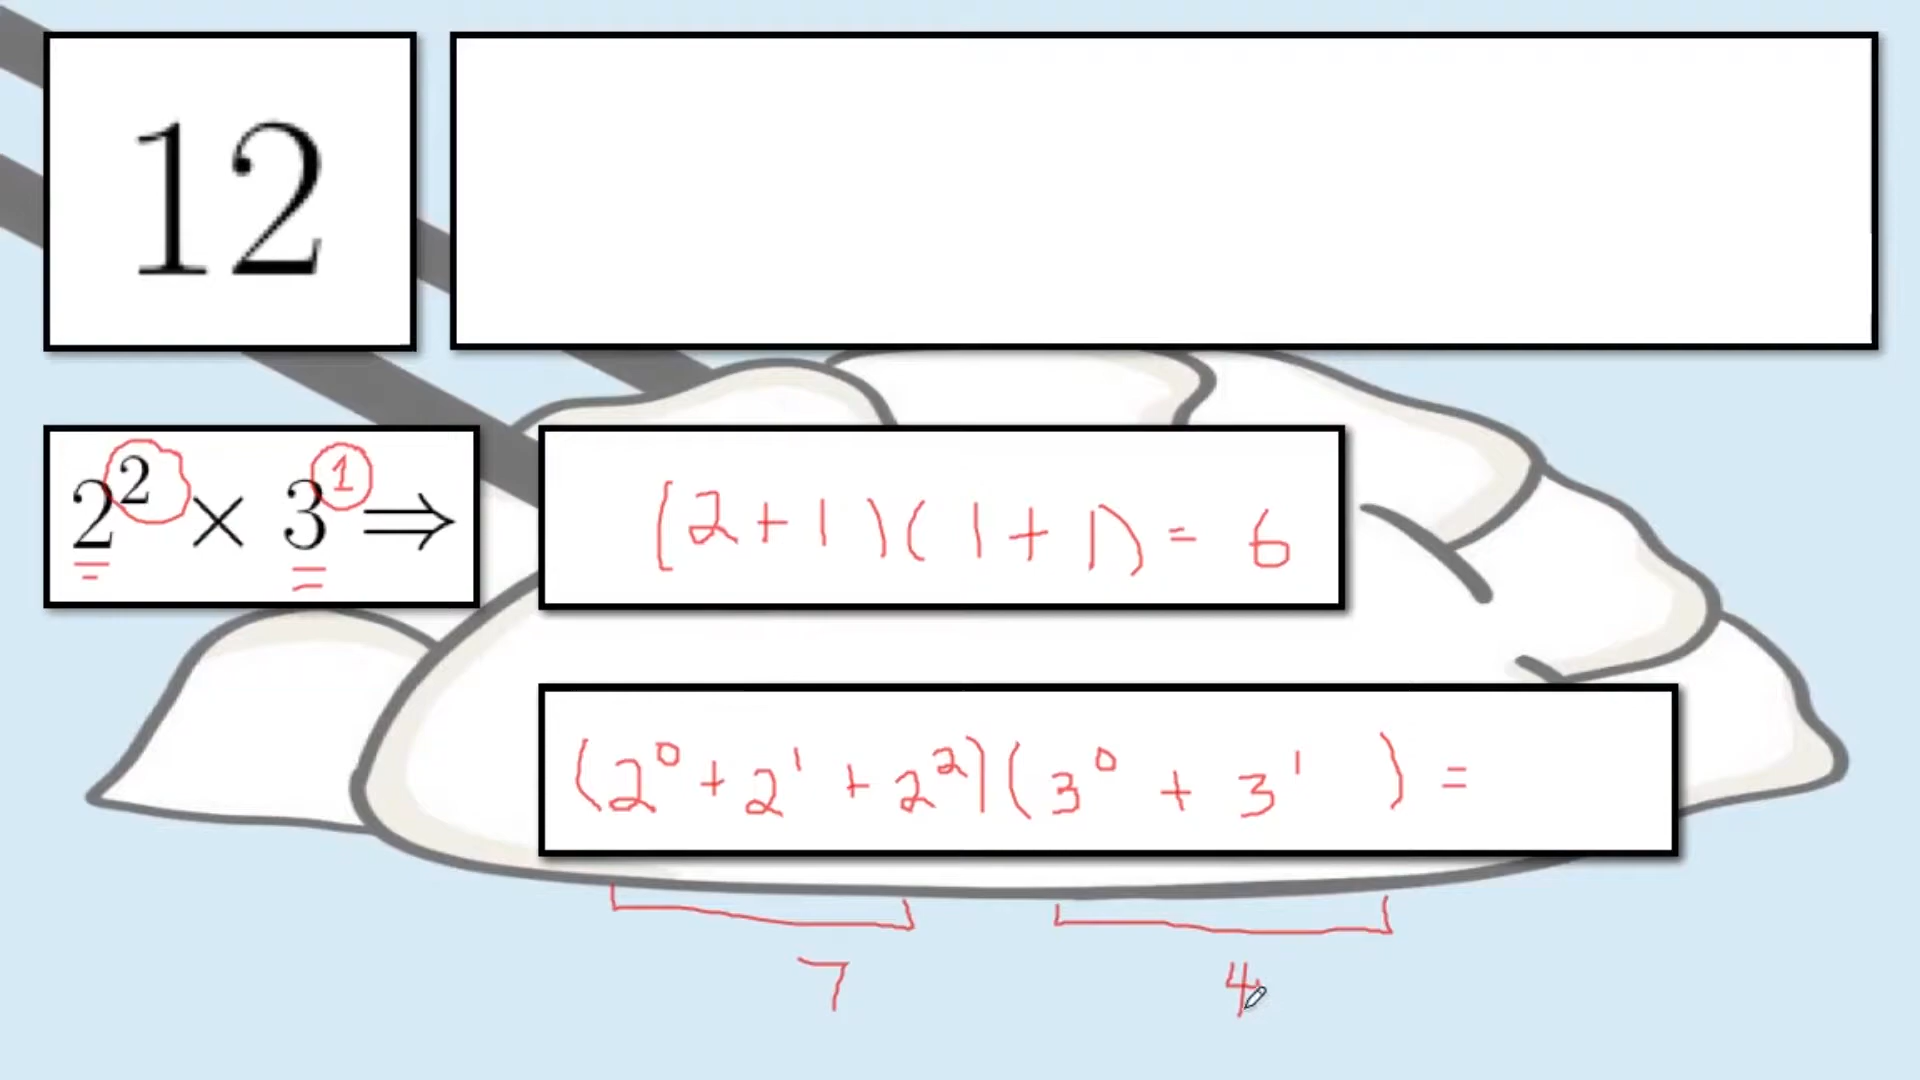 12
2² × 3¹ ⇒
(2+1)(1+1) = 6
(2⁰ + 2¹ + 2²)(3⁰ + 3¹ ) =
7 4